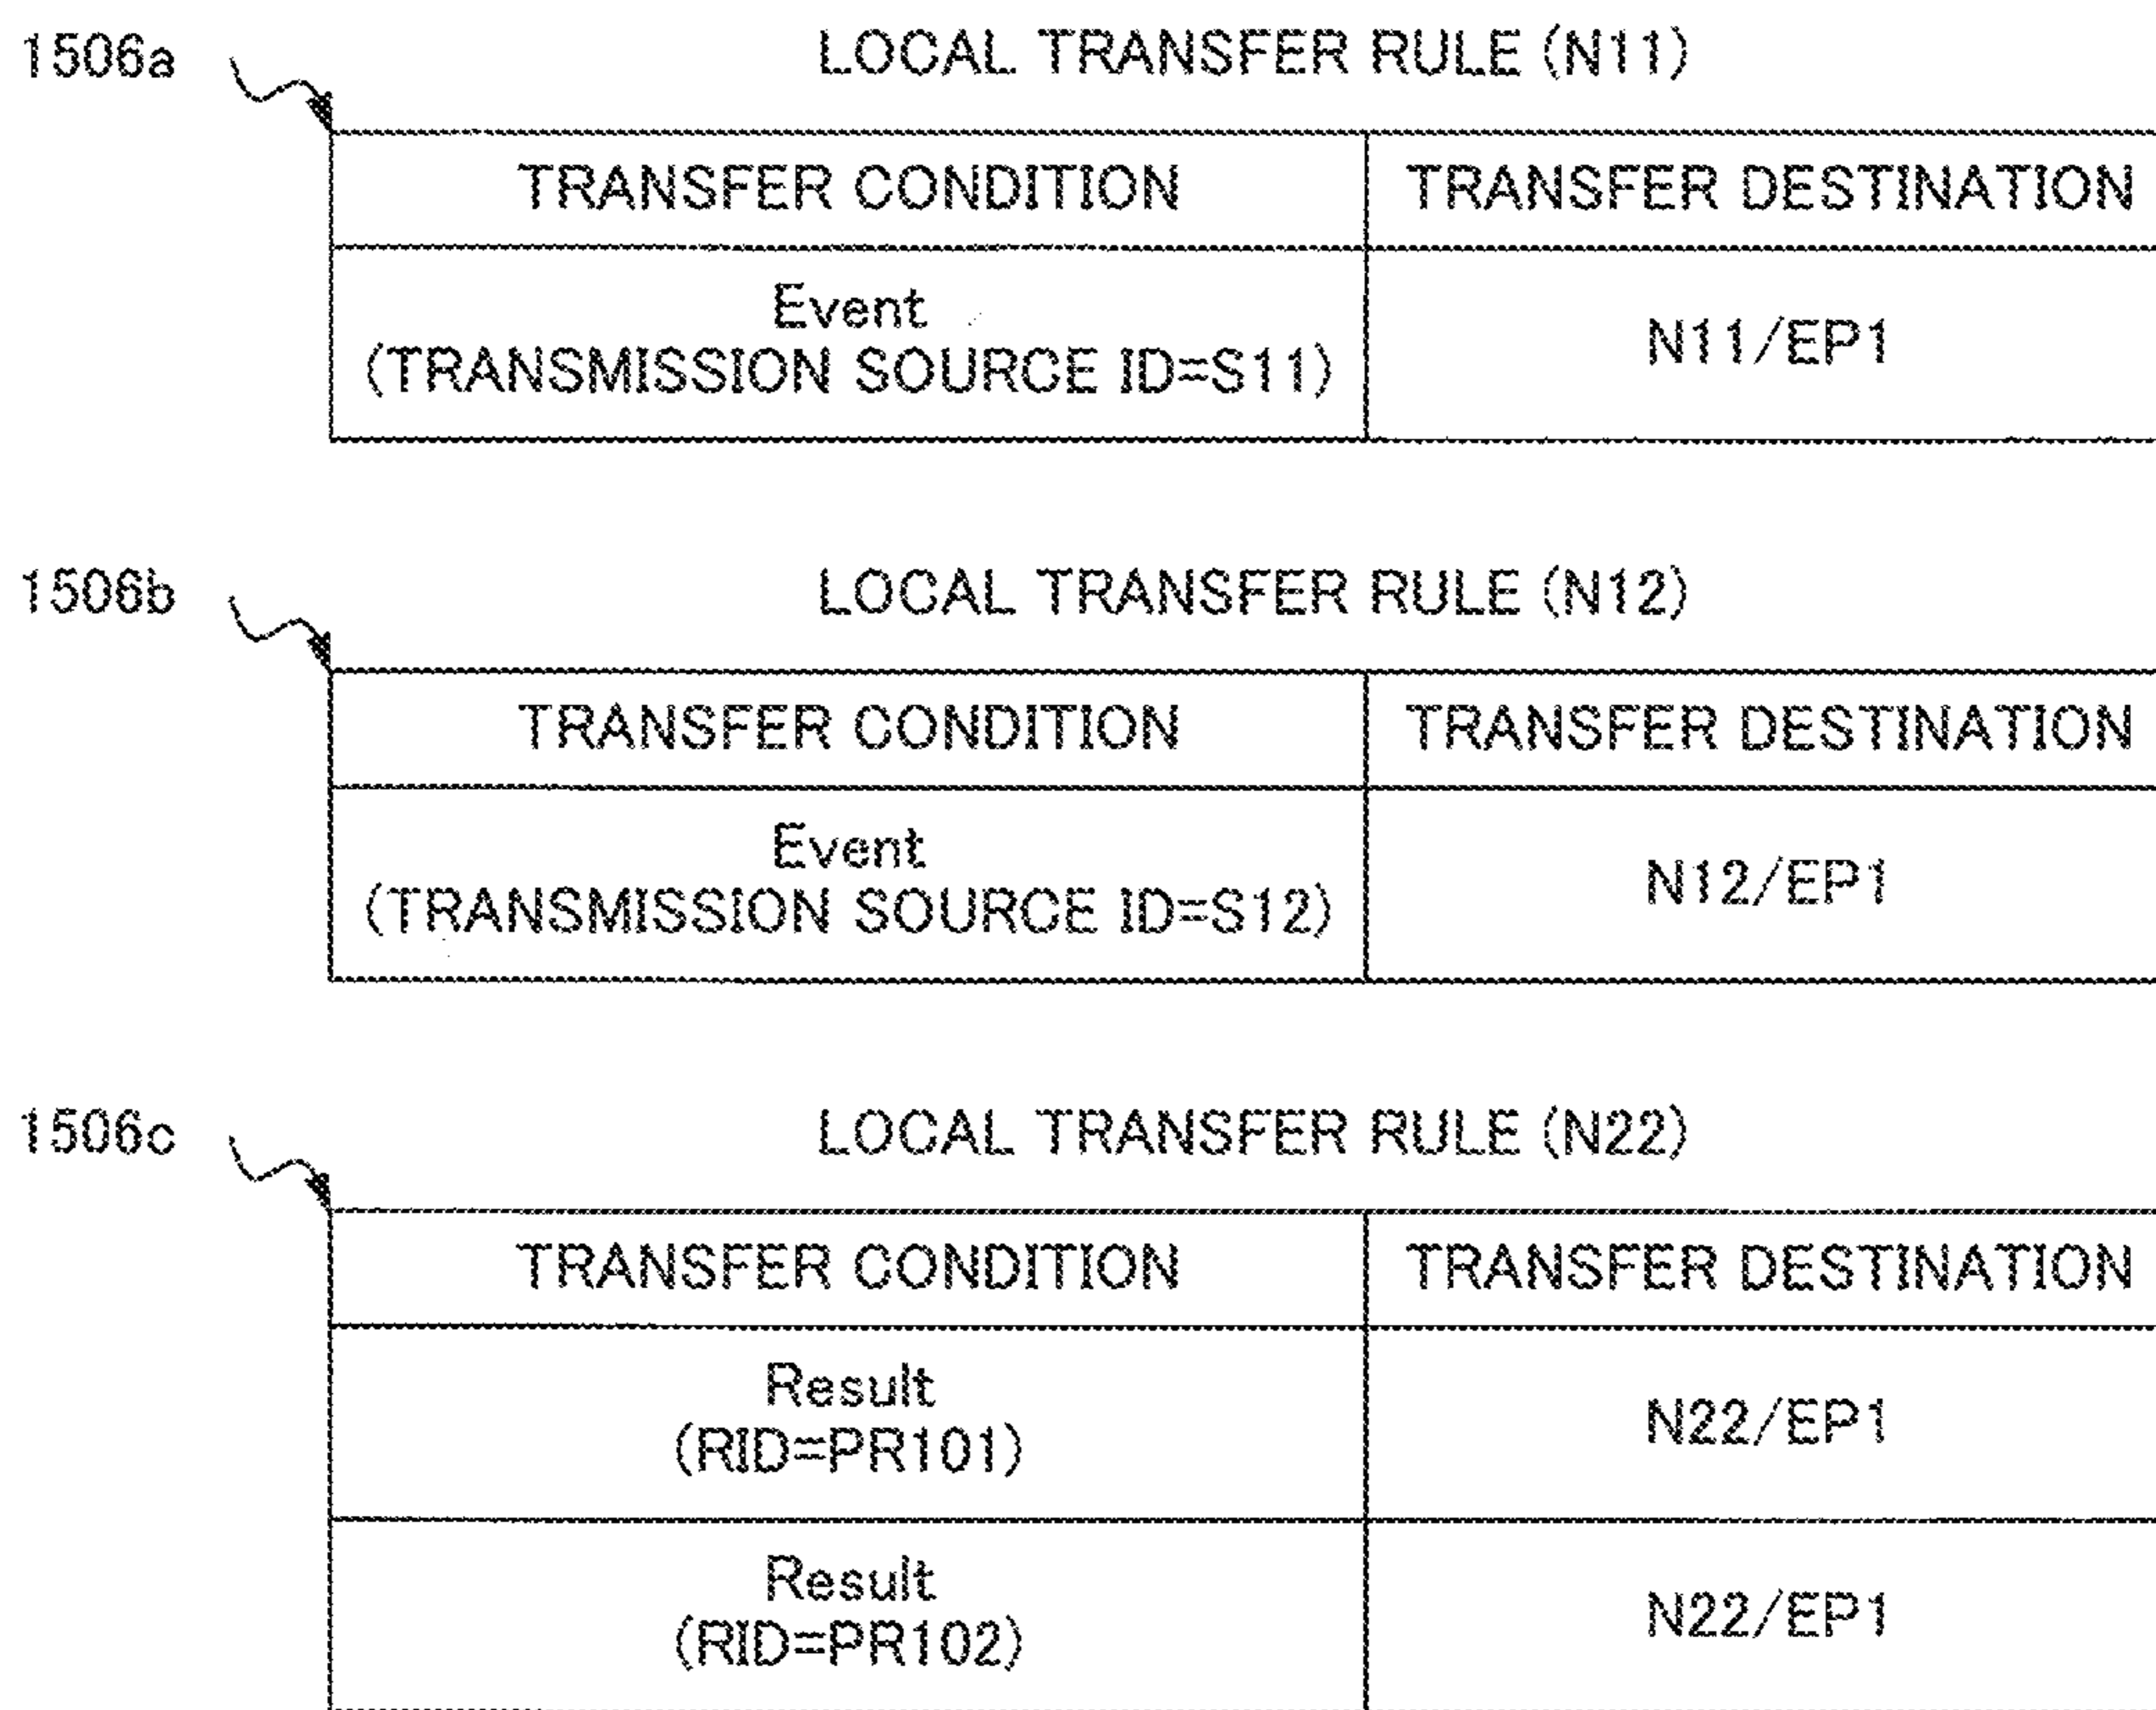 1506a
LOCAL TRANSFER RULE (N11)
TRANSFER CONDITION
TRANSFER DESTINATION
Event
(TRANSMISSION SOURCE ID=S11)
N11/EP1
1506b
LOCAL TRANSFER RULE (N12)
TRANSFER CONDITION
TRANSFER DESTINATION
Event
(TRANSMISSION SOURCE ID=S12)
N12/EP1
1506c
LOCAL TRANSFER RULE (N22)
TRANSFER CONDITION
TRANSFER DESTINATION
Result
(RID=PR101)
N22/EP1
Result
(RID=PR102)
N22/EP1